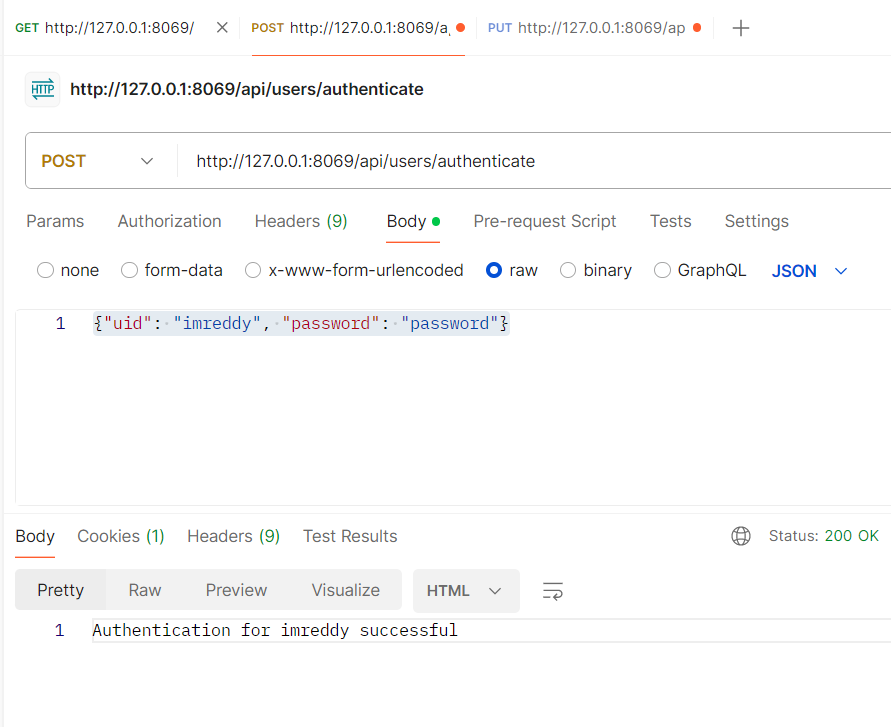 GET http://127.0.0.1:8069/ POST http://127.0.0.1:8069/a, PUT http://127.0.0.1:8069/ap
HTTP http://127.0.0.1:8069/api/users/authenticate
POST http://127.0.0.1:8069/api/users/authenticate
Params Authorization Headers (9) Body Pre-request Script Tests Settings
none form-data x-www-form-urlencoded raw binary GraphQL JSON
1 {"uid": "imreddy", "password": "password"}
Body Cookies (1) Headers (9) Test Results Status: 200 OK
Pretty Raw Preview Visualize HTML
1 Authentication for imreddy successful